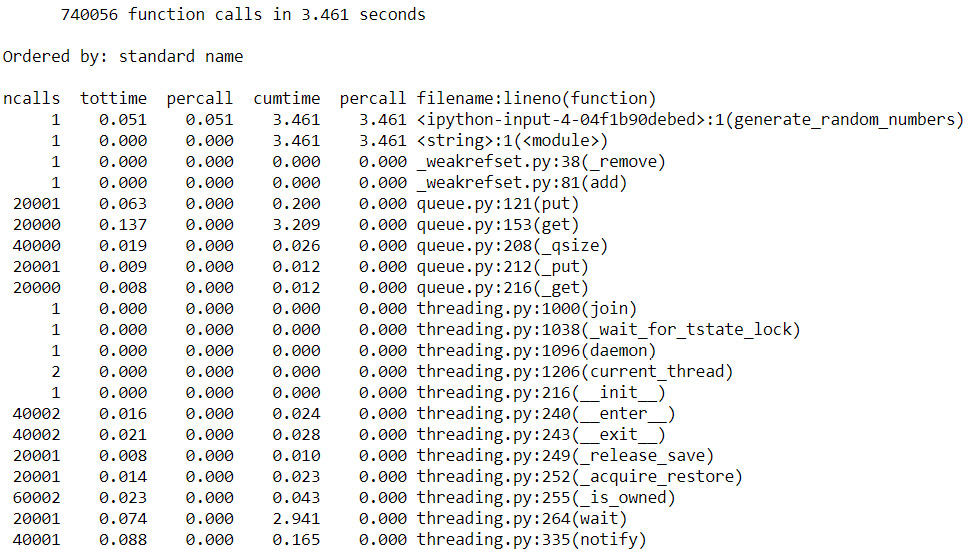 740056 function calls in 3.461 seconds
Ordered by: standard name
ncalls tottime percall cumtime percall filename:lineno(function)
1 0.051 0.051 3.461 3.461 <ipython-input-4-04f1b90debed>:1(generate_random_numbers)
1 0.000 0.000 3.461 3.461 <string>:1(<module>)
1 0.000 0.000 0.000 0.000 _weakrefset.py:38(_remove)
1 0.000 0.000 0.000 0.000 _weakrefset.py:81(add)
20001 0.063 0.000 0.200 0.000 queue.py:121(put)
20000 0.137 0.000 3.209 0.000 queue.py:153(get)
40000 0.019 0.000 0.026 0.000 queue.py:208(_qsize)
20001 0.009 0.000 0.012 0.000 queue.py:212(_put)
20000 0.008 0.000 0.012 0.000 queue.py:216(_get)
1 0.000 0.000 0.000 0.000 threading.py:1000(join)
1 0.000 0.000 0.000 0.000 threading.py:1038(_wait_for_tstate_lock)
1 0.000 0.000 0.000 0.000 threading.py:1096(daemon)
2 0.000 0.000 0.000 0.000 threading.py:1206(current_thread)
1 0.000 0.000 0.000 0.000 threading.py:216(__init__)
40002 0.016 0.000 0.024 0.000 threading.py:240(__enter__)
40002 0.021 0.000 0.028 0.000 threading.py:243(__exit__)
20001 0.008 0.000 0.010 0.000 threading.py:249(_release_save)
20001 0.014 0.000 0.023 0.000 threading.py:252(_acquire_restore)
60002 0.023 0.000 0.043 0.000 threading.py:255(_is_owned)
20001 0.074 0.000 2.941 0.000 threading.py:264(wait)
40001 0.088 0.000 0.165 0.000 threading.py:335(notify)